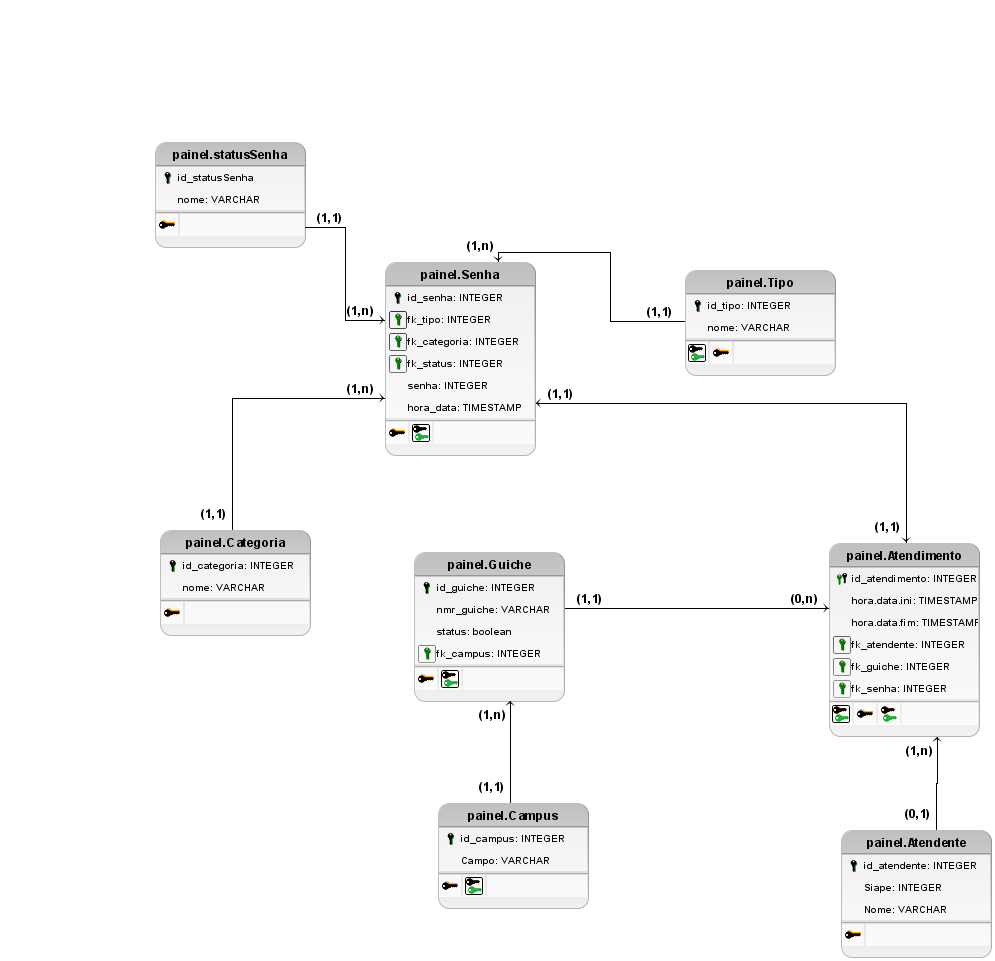 painel.statusSenha
id_statusSenha
nome: VARCHAR
(1,1)
(1,n)
painel.Senha
id_senha: INTEGER
fk_tipo: INTEGER
fk_categoria: INTEGER
fk_status: INTEGER
senha: INTEGER
hora_data: TIMESTAMP
(1,n)
painel.Tipo
id_tipo: INTEGER
nome: VARCHAR
(1,1)
(1,n)
(1,1)
(1,1)
(1,1)
painel.Categoria
id_categoria: INTEGER
nome: VARCHAR
painel.Guiche
id_guiche: INTEGER
nmr_guiche: VARCHAR
status: boolean
fk_campus: INTEGER
(1,1)
(0,n)
painel.Atendimento
id_atendimento: INTEGER
hora.data.ini: TIMESTAMP
hora.data.fim: TIMESTAMP
fk_atendente: INTEGER
fk_guiche: INTEGER
fk_senha: INTEGER
(1,n)
(1,1)
painel.Campus
id_campus: INTEGER
Campo: VARCHAR
(1,n)
(0,1)
painel.Atendente
id_atendente: INTEGER
Siape: INTEGER
Nome: VARCHAR